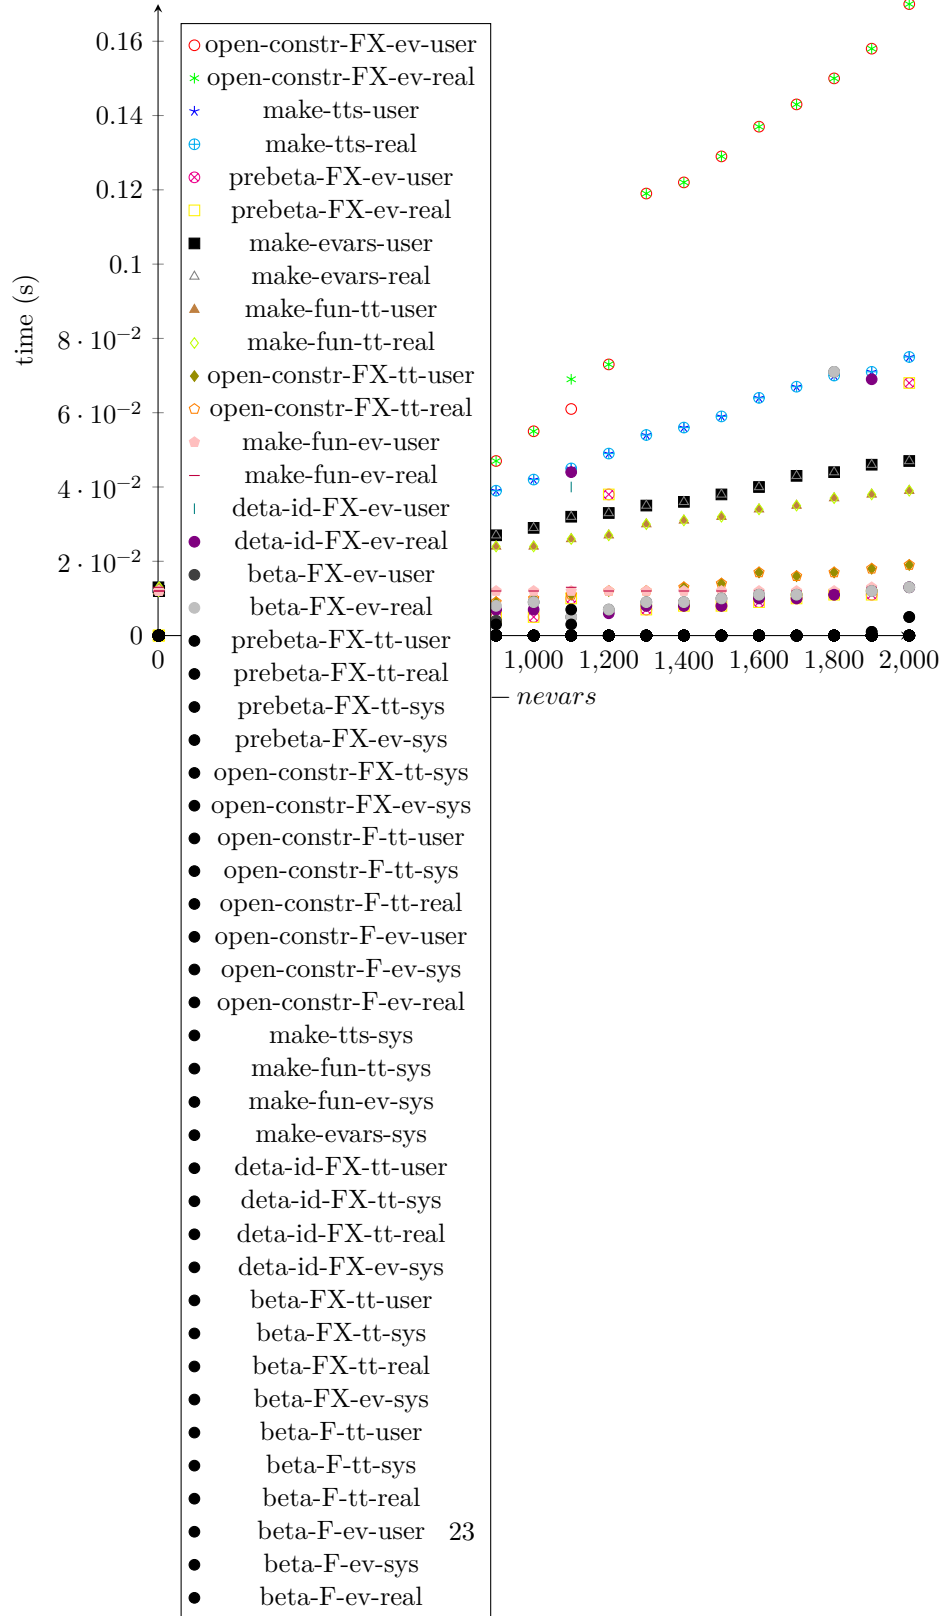 0.16
0.14
0.12
0.1
8 · 10⁻²
6 · 10⁻²
4 · 10⁻²
2 · 10⁻²
0
time (s)
0
1,000 1,200 1,400 1,600 1,800 2,000
— nevars
open-constr-FX-ev-user
open-constr-FX-ev-real
make-tts-user
make-tts-real
prebeta-FX-ev-user
prebeta-FX-ev-real
make-evars-user
make-evars-real
make-fun-tt-user
make-fun-tt-real
open-constr-FX-tt-user
open-constr-FX-tt-real
make-fun-ev-user
make-fun-ev-real
deta-id-FX-ev-user
deta-id-FX-ev-real
beta-FX-ev-user
beta-FX-ev-real
prebeta-FX-tt-user
prebeta-FX-tt-real
prebeta-FX-tt-sys
prebeta-FX-ev-sys
open-constr-FX-tt-sys
open-constr-FX-ev-sys
open-constr-F-tt-user
open-constr-F-tt-sys
open-constr-F-tt-real
open-constr-F-ev-user
open-constr-F-ev-sys
open-constr-F-ev-real
make-tts-sys
make-fun-tt-sys
make-fun-ev-sys
make-evars-sys
deta-id-FX-tt-user
deta-id-FX-tt-sys
deta-id-FX-tt-real
deta-id-FX-ev-sys
beta-FX-tt-user
beta-FX-tt-sys
beta-FX-tt-real
beta-FX-ev-sys
beta-F-tt-user
beta-F-tt-sys
beta-F-tt-real
beta-F-ev-user 23
beta-F-ev-sys
beta-F-ev-real